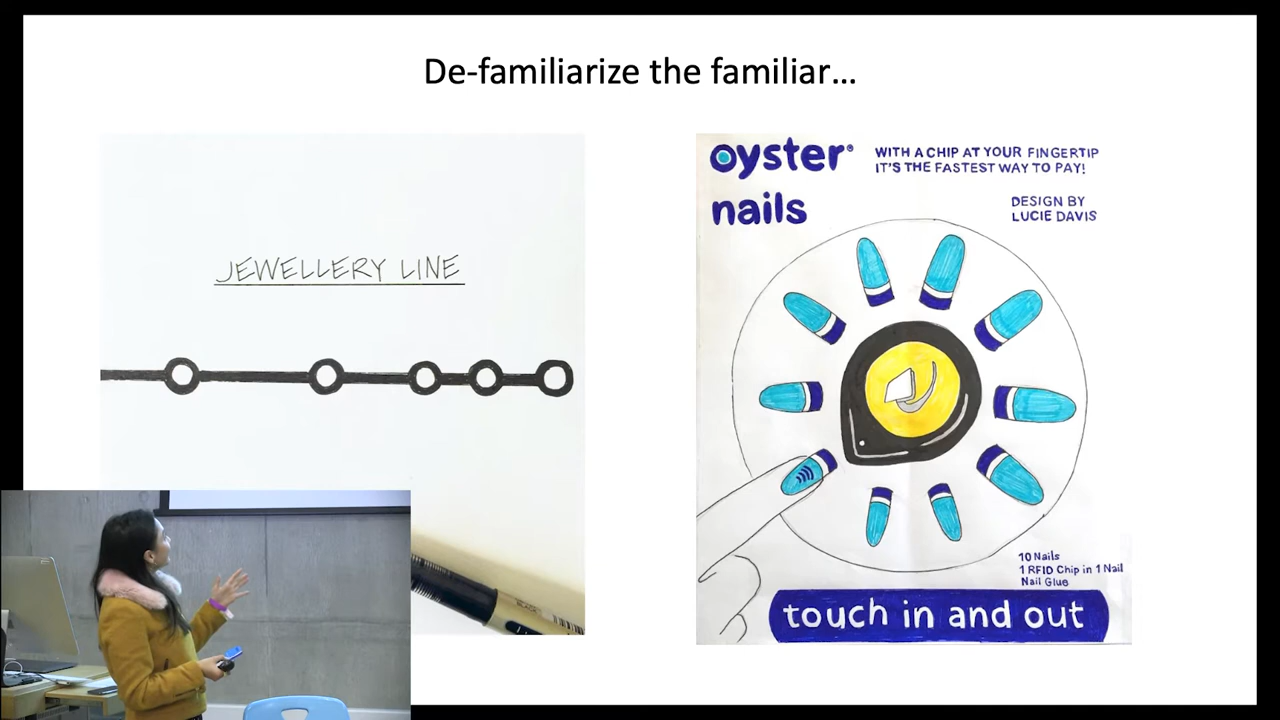 De-familiarize the familiar...
JEWELLERY LINE
BLACK
oyster®
nails
WITH A CHIP AT YOUR FINGERTIP
IT'S THE FASTEST WAY TO PAY!
DESIGN BY
LUCIE DAVIS
10 Nails
1 RFID Chip in 1 Nail
Nail Glue
touch in and out